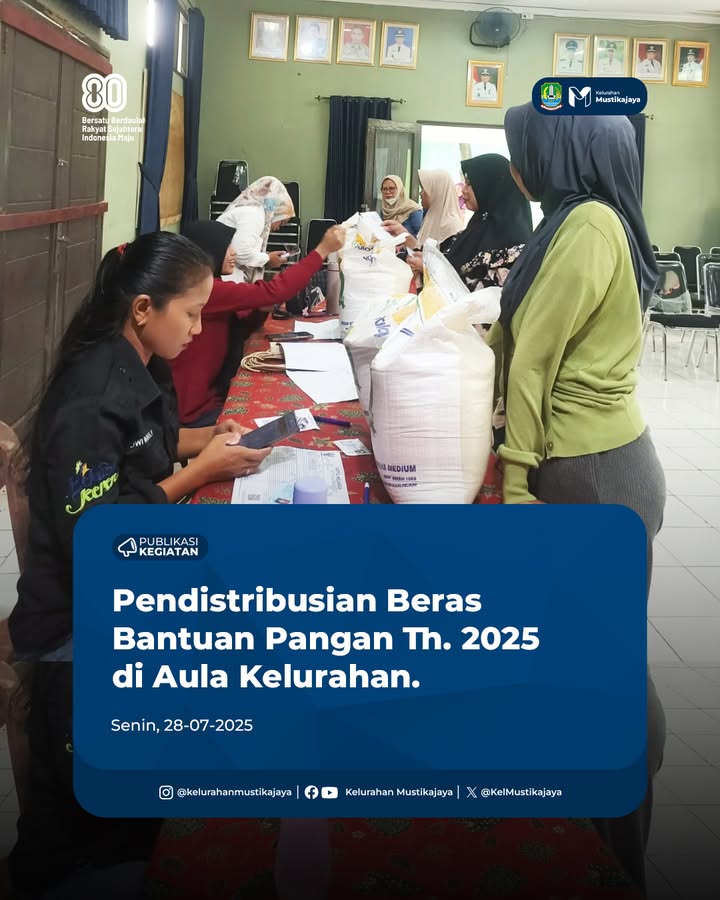 80
Bersatu Berdaulat
Rakyat Sejahtera
Indonesia Maju
Kelurahan
Mustikajaya
MEDIUM
PUBLIKASI
KEGIATAN
Pendistribusian Beras
Bantuan Pangan Th. 2025
di Aula Kelurahan.
Senin, 28-07-2025
@kelurahanmustikajaya | Kelurahan Mustikajaya | @KelMustikajaya